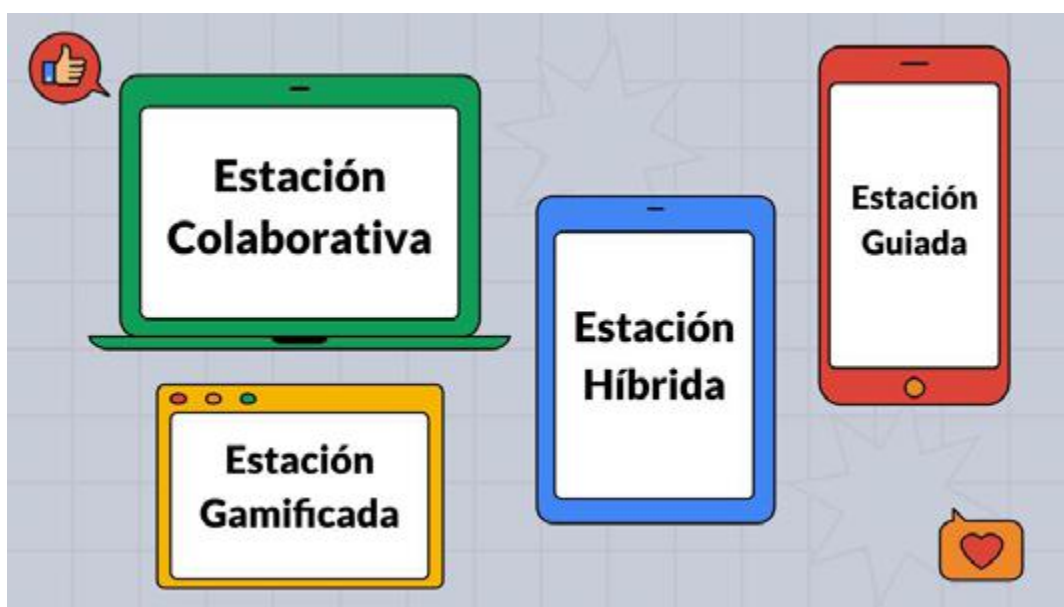 Estación
Colaborativa
Estación
Guiada
Estación
Híbrida
Estación
Gamificada